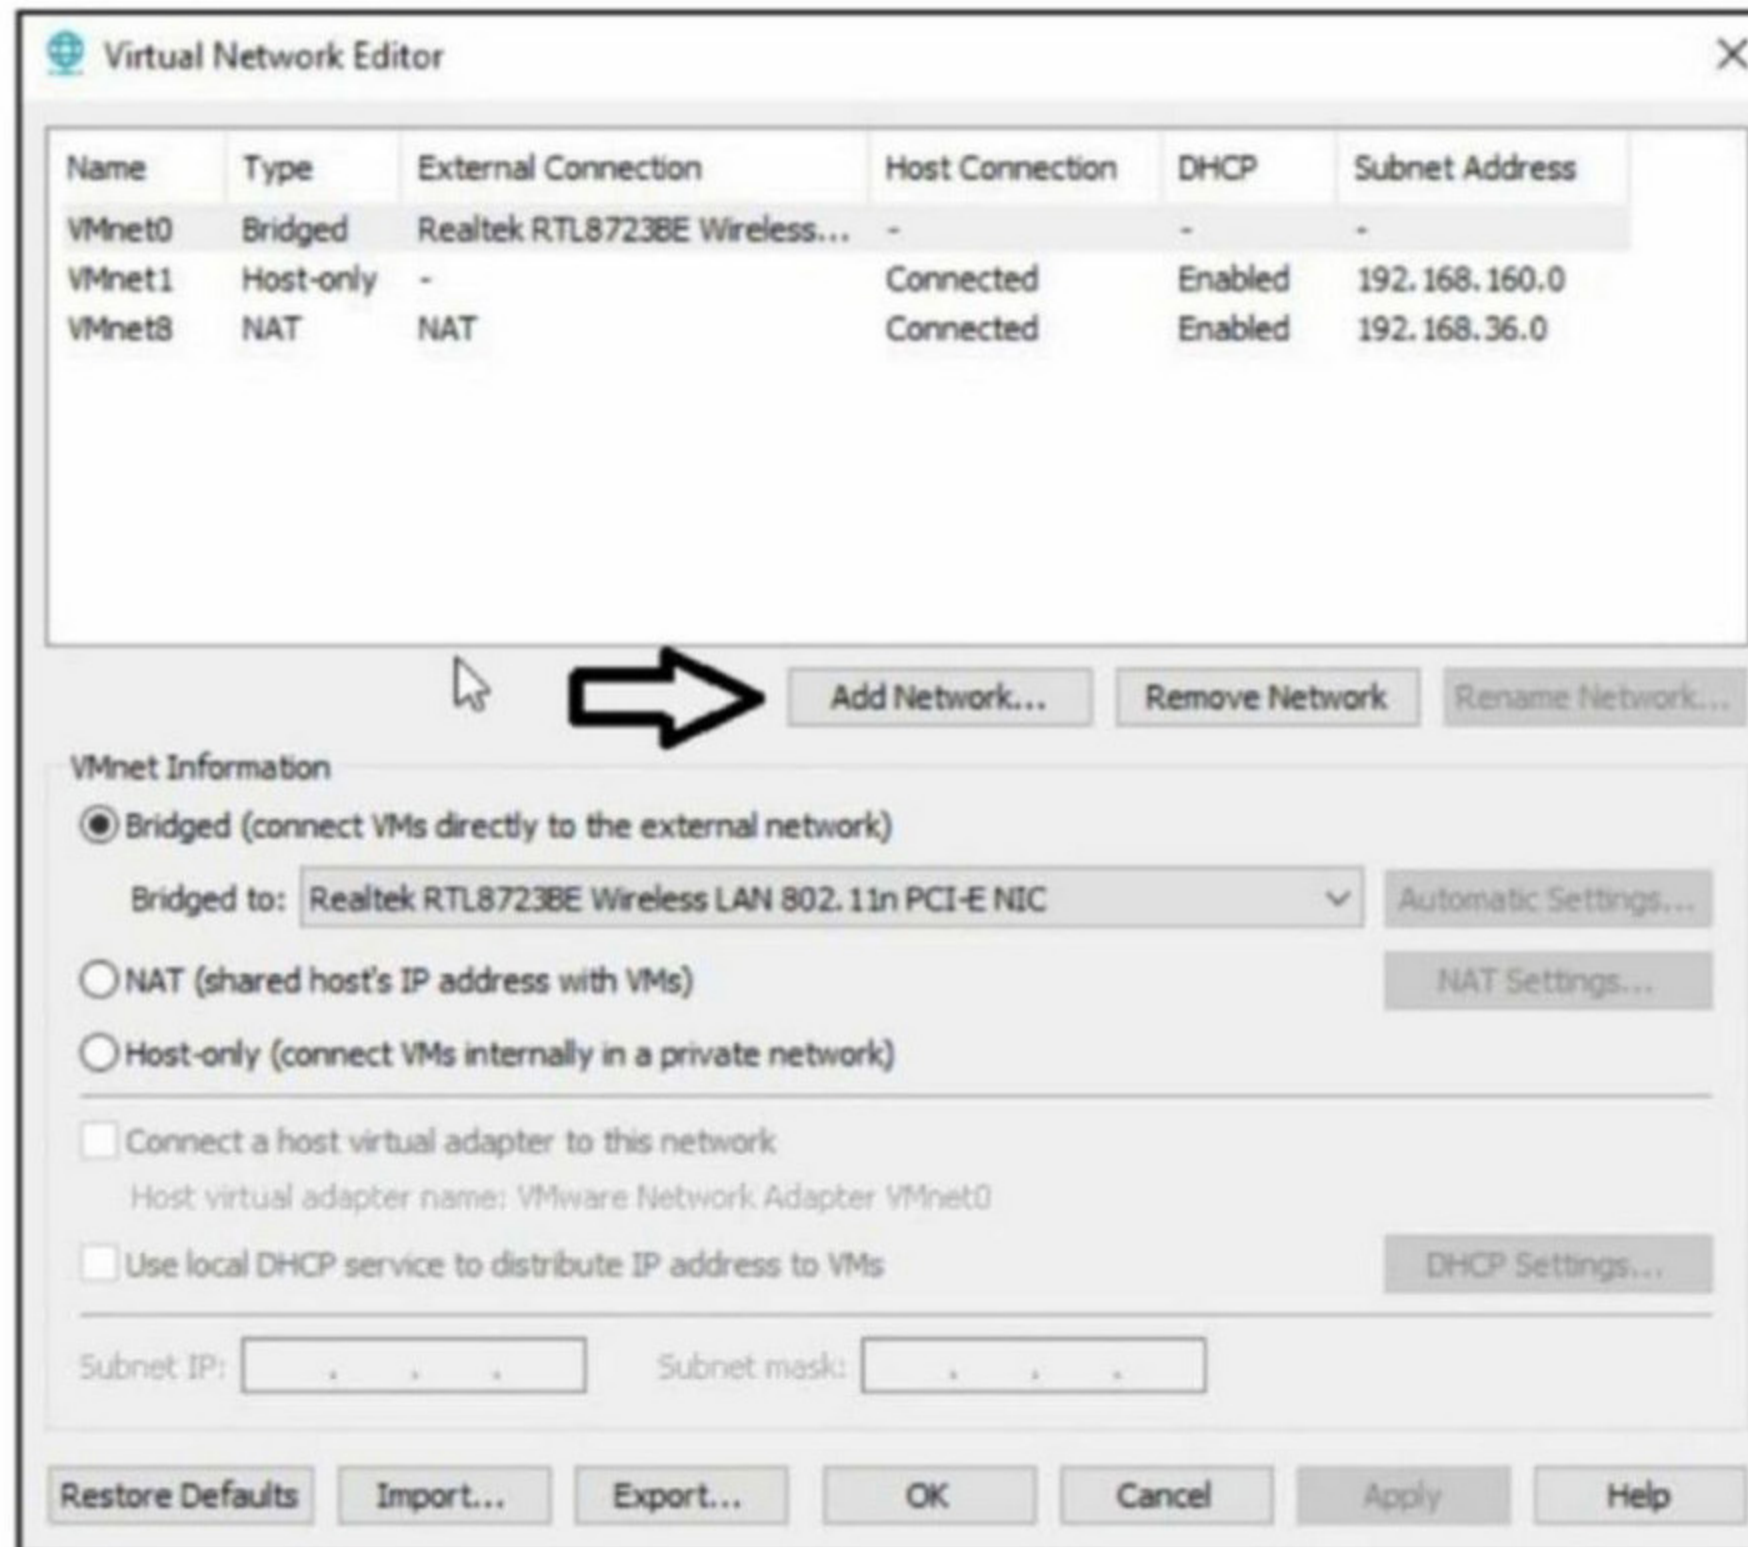 Virtual Network Editor
Name Type External Connection Host Connection DHCP Subnet Address
VMnet0 Bridged Realtek RTL8723BE Wireless... - - -
VMnet1 Host-only - Connected Enabled 192.168.160.0
VMnet8 NAT NAT Connected Enabled 192.168.36.0
Add Network... Remove Network Rename Network...
VMnet Information
Bridged (connect VMs directly to the external network)
Bridged to: Realtek RTL8723BE Wireless LAN 802.11n PCI-E NIC Automatic Settings...
NAT (shared host's IP address with VMs) NAT Settings...
Host-only (connect VMs internally in a private network)
Connect a host virtual adapter to this network
Host virtual adapter name: VMware Network Adapter VMnet0
Use local DHCP service to distribute IP address to VMs DHCP Settings...
Subnet IP: . . . Subnet mask: . . .
Restore Defaults Import... Export... OK Cancel Apply Help